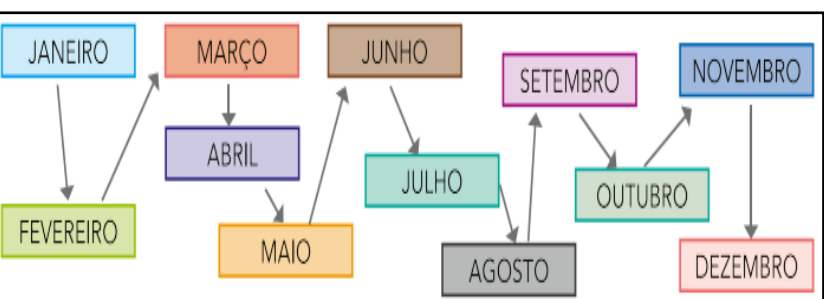 JANEIRO
FEVEREIRO
MARÇO
ABRIL
MAIO
JUNHO
JULHO
AGOSTO
SETEMBRO
OUTUBRO
NOVEMBRO
DEZEMBRO